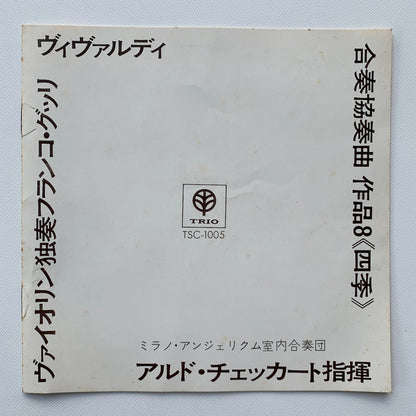 ヴィヴァルディ
合奏協奏曲 作品8《四季》
ヴァイオリン独奏フランコ・グッリ
TRIO
TSC-1005
ミラノ・アンジェリクム室内合奏団
アルド・チェッカート指揮